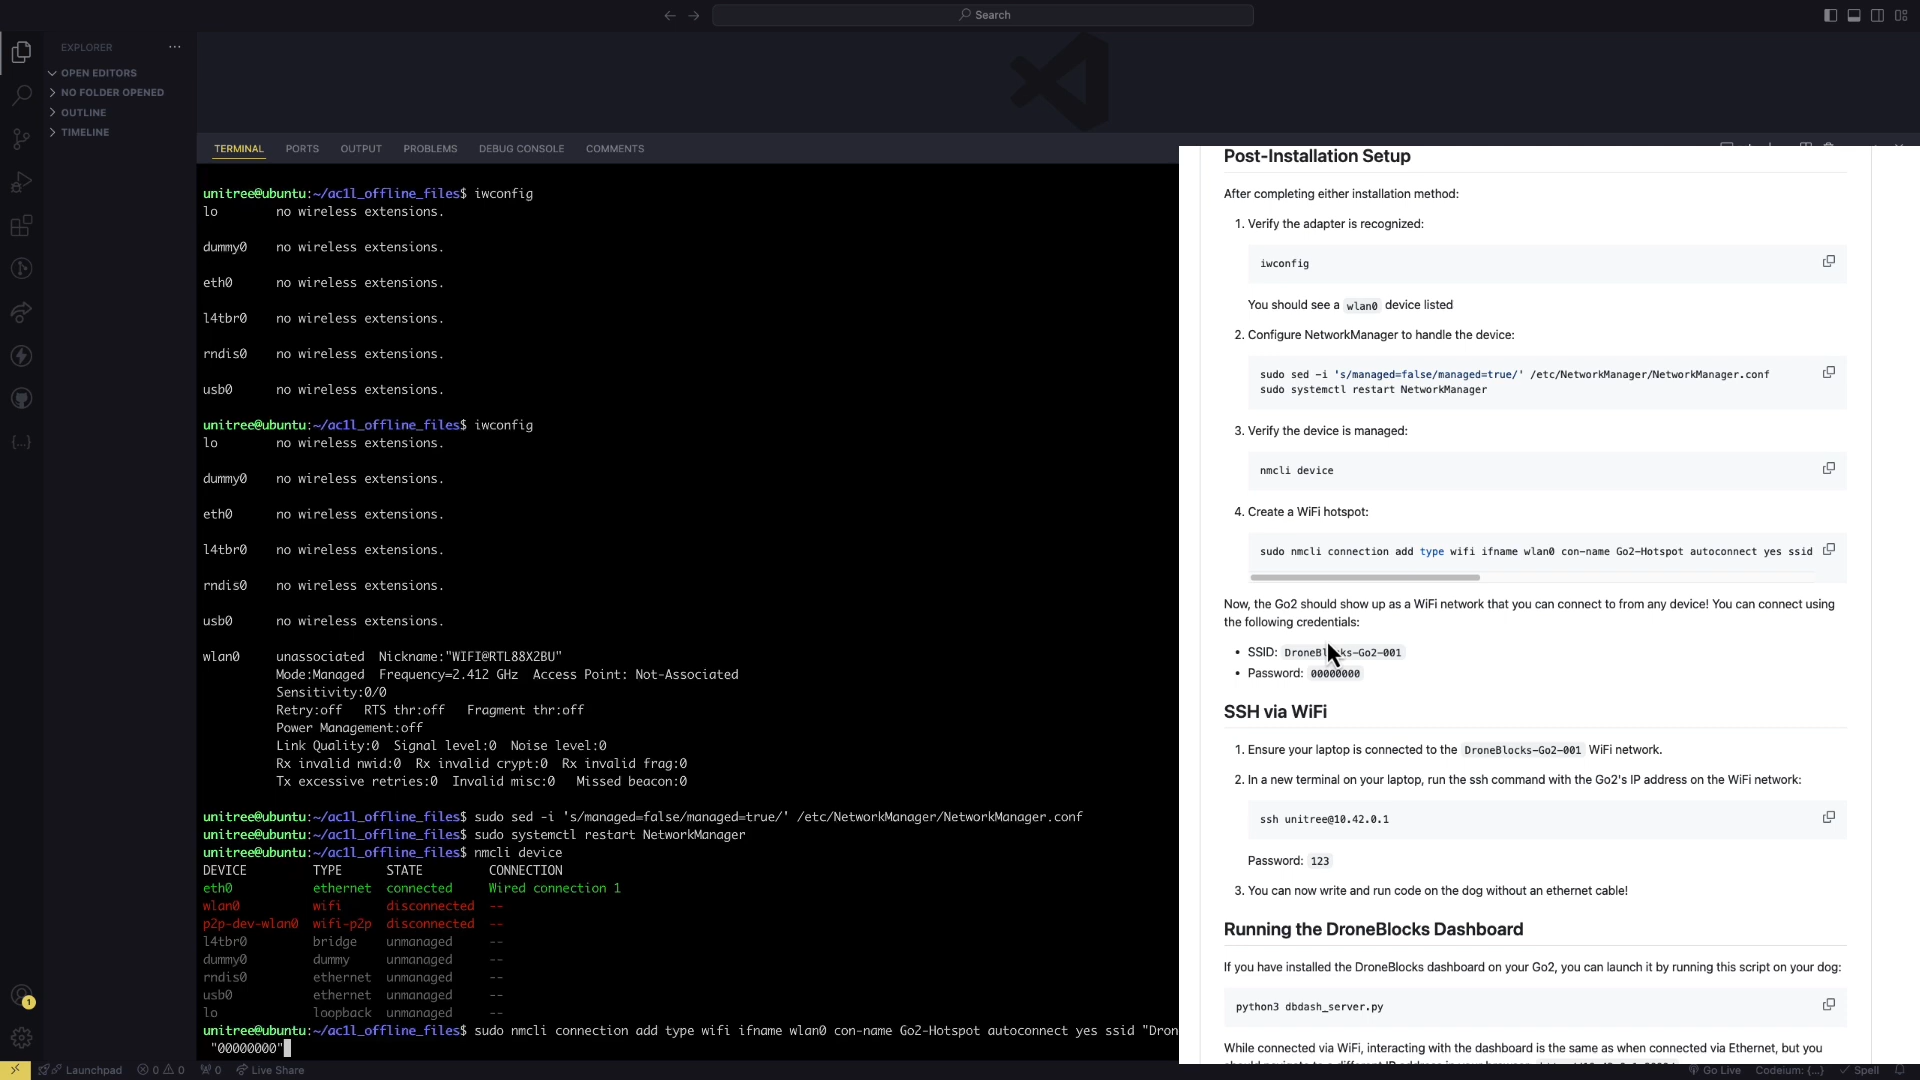 Search
EXPLORER
OPEN EDITORS
NO FOLDER OPENED
OUTLINE
TIMELINE
TERMINAL PORTS OUTPUT PROBLEMS DEBUG CONSOLE COMMENTS
unitree@ubuntu:~/ac1l_offline_files$ iwconfig
lo no wireless extensions.
dummy0 no wireless extensions.
eth0 no wireless extensions.
l4tbr0 no wireless extensions.
rndis0 no wireless extensions.
usb0 no wireless extensions.
unitree@ubuntu:~/ac1l_offline_files$ iwconfig
lo no wireless extensions.
dummy0 no wireless extensions.
eth0 no wireless extensions.
l4tbr0 no wireless extensions.
rndis0 no wireless extensions.
usb0 no wireless extensions.
wlan0 unassociated Nickname:"WIFI@RTL88X2BU"
Mode:Managed Frequency=2.412 GHz Access Point: Not-Associated
Sensitivity:0/0
Retry:off RTS thr:off Fragment thr:off
Power Management:off
Link Quality:0 Signal level:0 Noise level:0
Rx invalid nwid:0 Rx invalid crypt:0 Rx invalid frag:0
Tx excessive retries:0 Invalid misc:0 Missed beacon:0
unitree@ubuntu:~/ac1l_offline_files$ sudo sed -i 's/managed=false/managed=true/' /etc/NetworkManager/NetworkManager.conf
unitree@ubuntu:~/ac1l_offline_files$ sudo systemctl restart NetworkManager
unitree@ubuntu:~/ac1l_offline_files$ nmcli device
DEVICE TYPE STATE CONNECTION
eth0 ethernet connected Wired connection 1
wlan0 wifi disconnected --
p2p-dev-wlan0 wifi-p2p disconnected --
l4tbr0 bridge unmanaged --
dummy0 dummy unmanaged --
rndis0 ethernet unmanaged --
usb0 ethernet unmanaged --
lo loopback unmanaged --
unitree@ubuntu:~/ac1l_offline_files$ sudo nmcli connection add type wifi ifname wlan0 con-name Go2-Hotspot autoconnect yes ssid "Dron
"00000000"
Post-Installation Setup
After completing either installation method:
1. Verify the adapter is recognized:
iwconfig
You should see a wlan0 device listed
2. Configure NetworkManager to handle the device:
sudo sed -i 's/managed=false/managed=true/' /etc/NetworkManager/NetworkManager.conf
sudo systemctl restart NetworkManager
3. Verify the device is managed:
nmcli device
4. Create a WiFi hotspot:
sudo nmcli connection add type wifi ifname wlan0 con-name Go2-Hotspot autoconnect yes ssid
Now, the Go2 should show up as a WiFi network that you can connect to from any device! You can connect using
the following credentials:
• SSID: DroneBlocks-Go2-001
• Password: 00000000
SSH via WiFi
1. Ensure your laptop is connected to the DroneBlocks-Go2-001 WiFi network.
2. In a new terminal on your laptop, run the ssh command with the Go2's IP address on the WiFi network:
ssh unitree@10.42.0.1
Password: 123
3. You can now write and run code on the dog without an ethernet cable!
Running the DroneBlocks Dashboard
If you have installed the DroneBlocks dashboard on your Go2, you can launch it by running this script on your dog:
python3 dbdash_server.py
While connected via WiFi, interacting with the dashboard is the same as when connected via Ethernet, but you
1
Launchpad 0 0 0 Live Share Go Live Codeium: {...} Spell